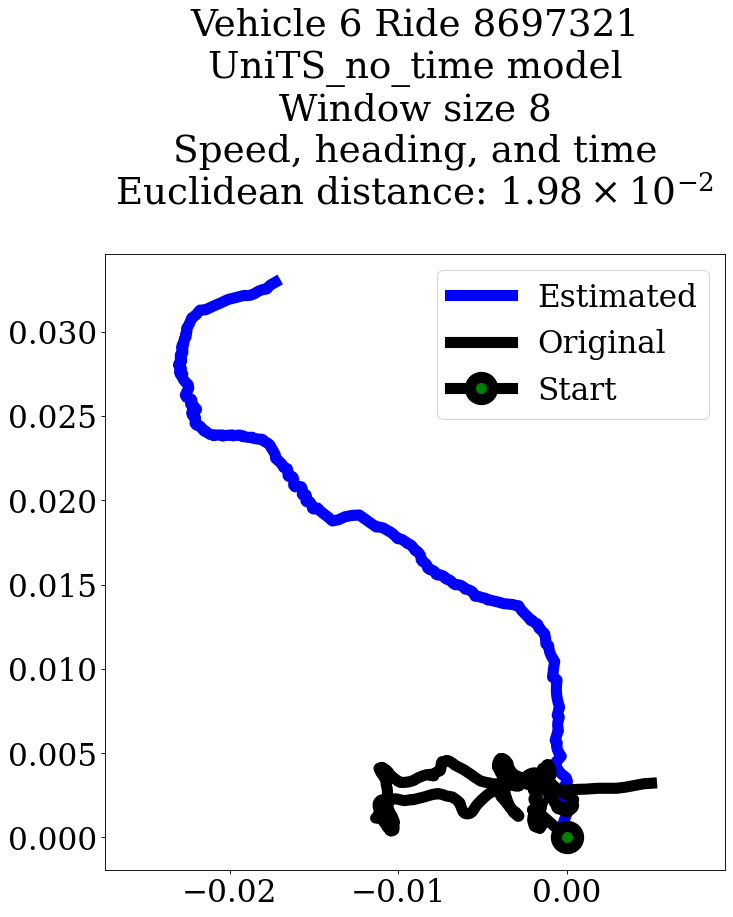 Vehicle 6 Ride 8697321
UniTS_no_time model
Window size 8
Speed, heading, and time
Euclidean distance: 1.98 × 10⁻²
Estimated
Original
Start
0.030
0.025
0.020
0.015
0.010
0.005
0.000
−0.02 −0.01 0.00